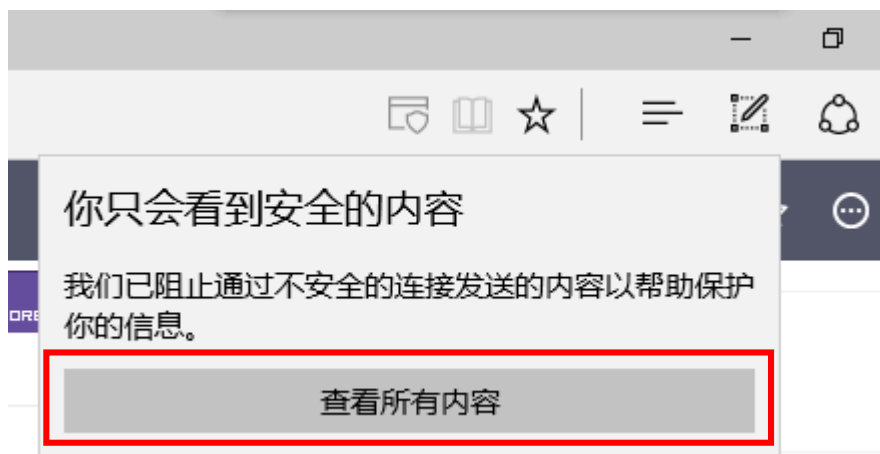 你只会看到安全的内容
我们已阻止通过不安全的连接发送的内容以帮助保护
你的信息。
ORE
查看所有内容